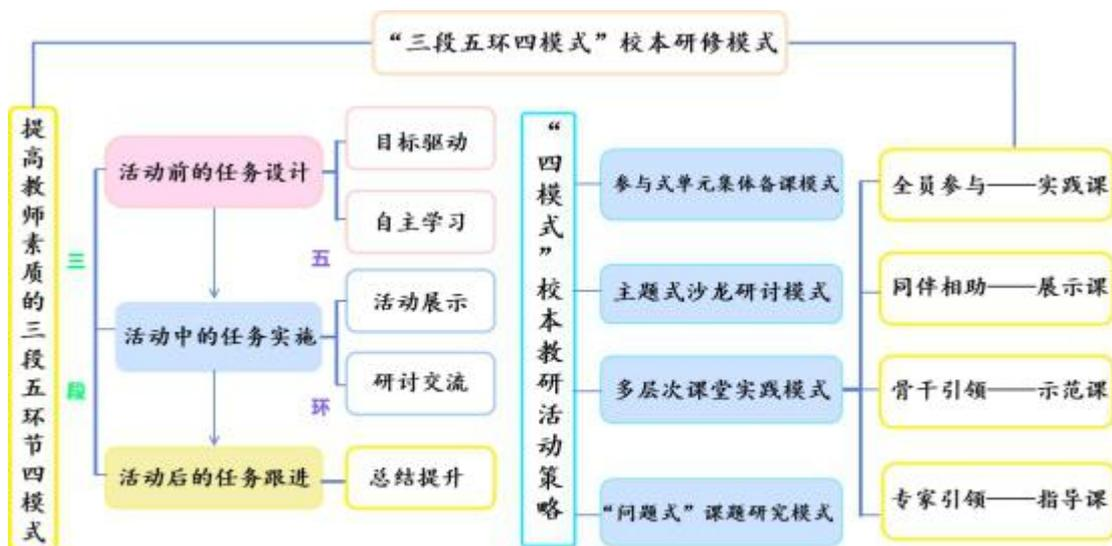 “三段五环四模式”校本研修模式
提高教师素质的三段五环节四模式
三
段
活动前的任务设计
活动中的任务实施
活动后的任务跟进
五
环
目标驱动
自主学习
活动展示
研讨交流
总结提升
“四模式”校本教研活动策略
参与式单元集体备课模式
主题式沙龙研讨模式
多层次课堂实践模式
“问题式”课题研究模式
全员参与——实践课
同伴相助——展示课
骨干引领——示范课
专家引领——指导课